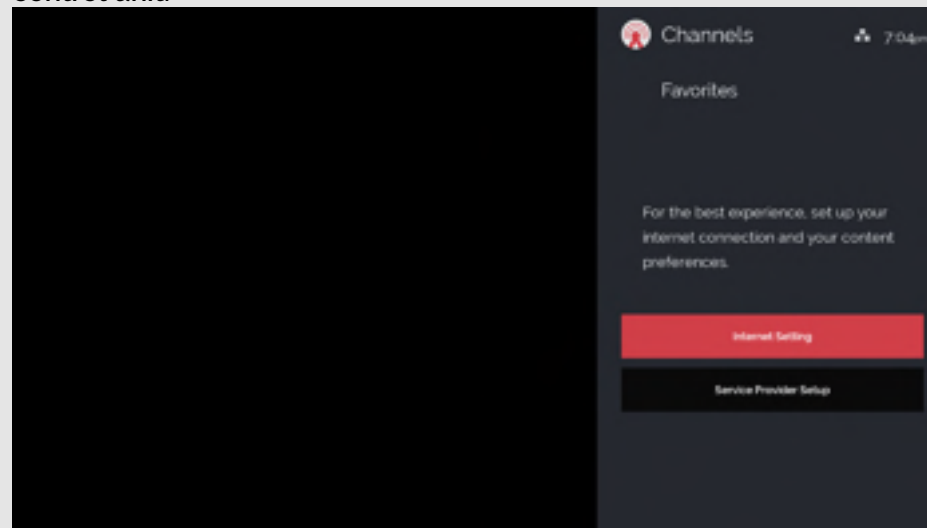 Channels
7:04pm
Favorites
For the best experience, set up your
internet connection and your content
preferences.
Internet Setting
Service Provider Setup